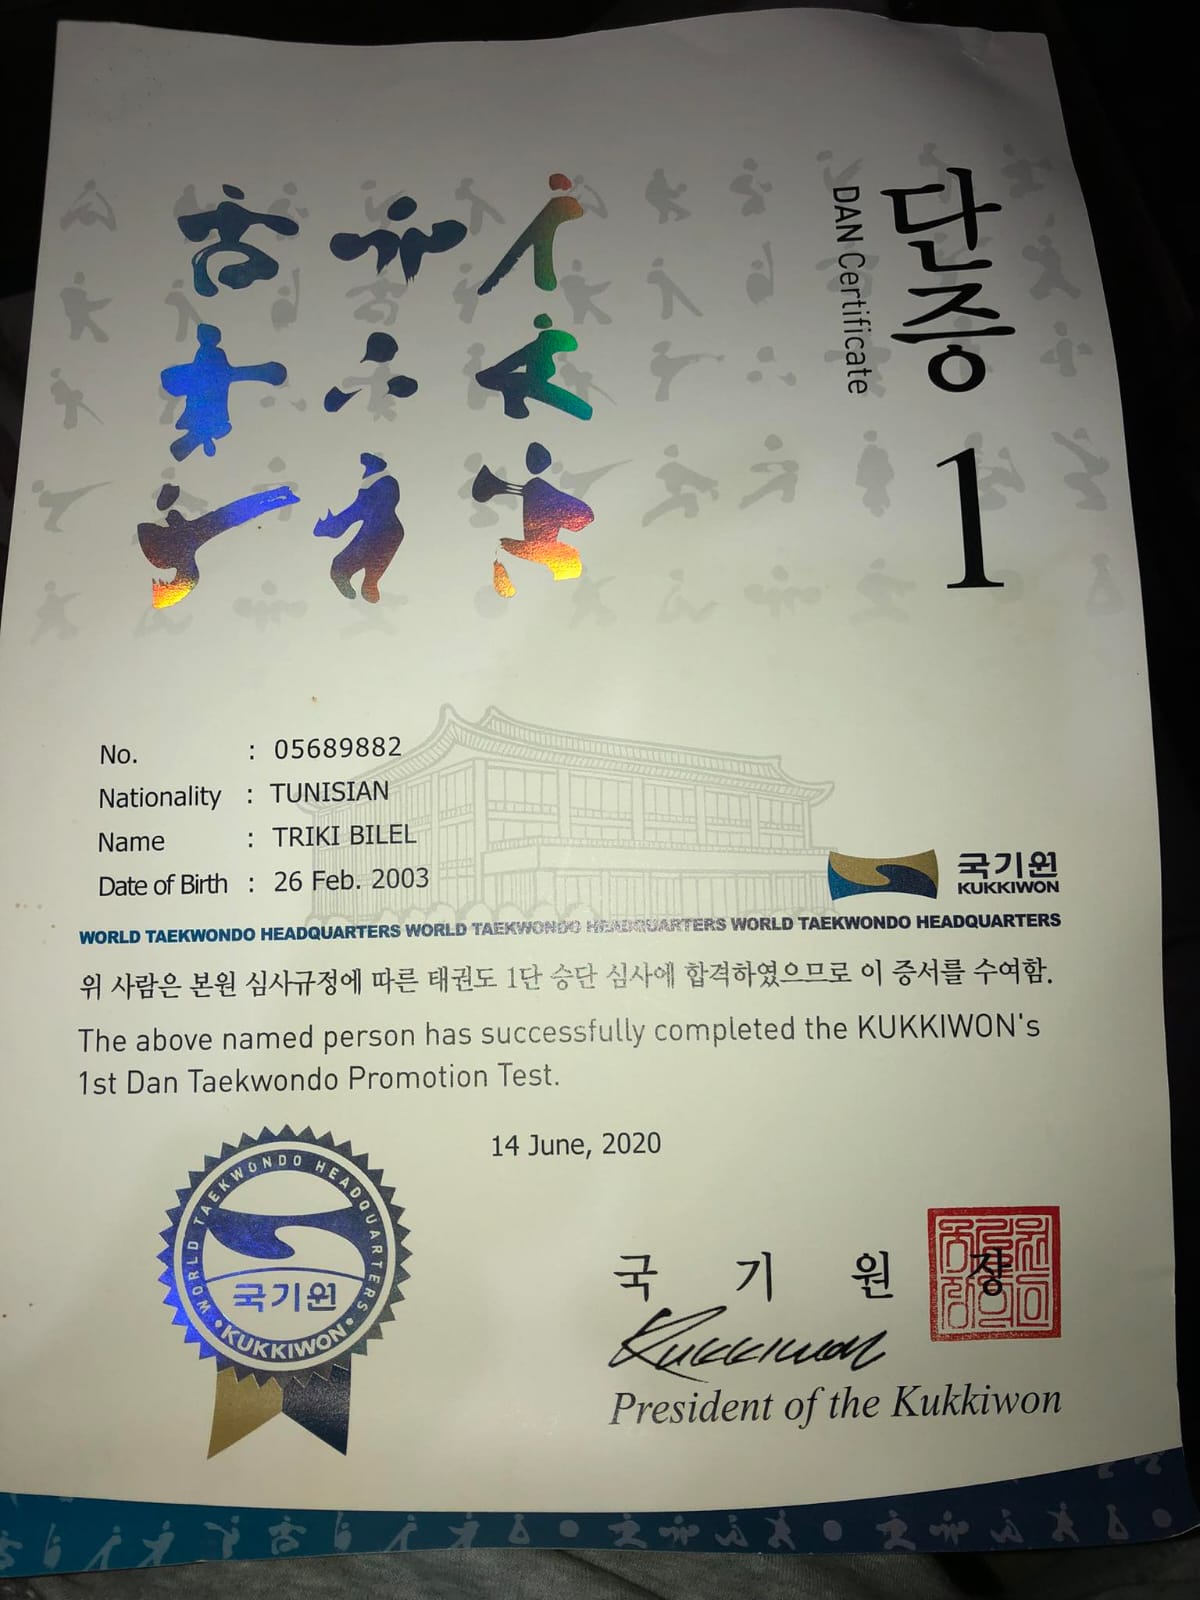 단증 1
DAN Certificate
No. : 05689882
Nationality : TUNISIAN
Name : TRIKI BILEL
Date of Birth : 26 Feb. 2003
국기원
KUKKIWON
WORLD TAEKWONDO HEADQUARTERS WORLD TAEKWONDO HEADQUARTERS WORLD TAEKWONDO HEADQUARTERS
위 사람은 본원 심사규정에 따른 태권도 1단 승단 심사에 합격하였으므로 이 증서를 수여함.
The above named person has successfully completed the KUKKIWON's
1st Dan Taekwondo Promotion Test.
14 June, 2020
WORLD TAEKWONDO HEADQUARTERS
국기원
• KUKKIWON •
국 기 원 장
Kukkiwon
President of the Kukkiwon